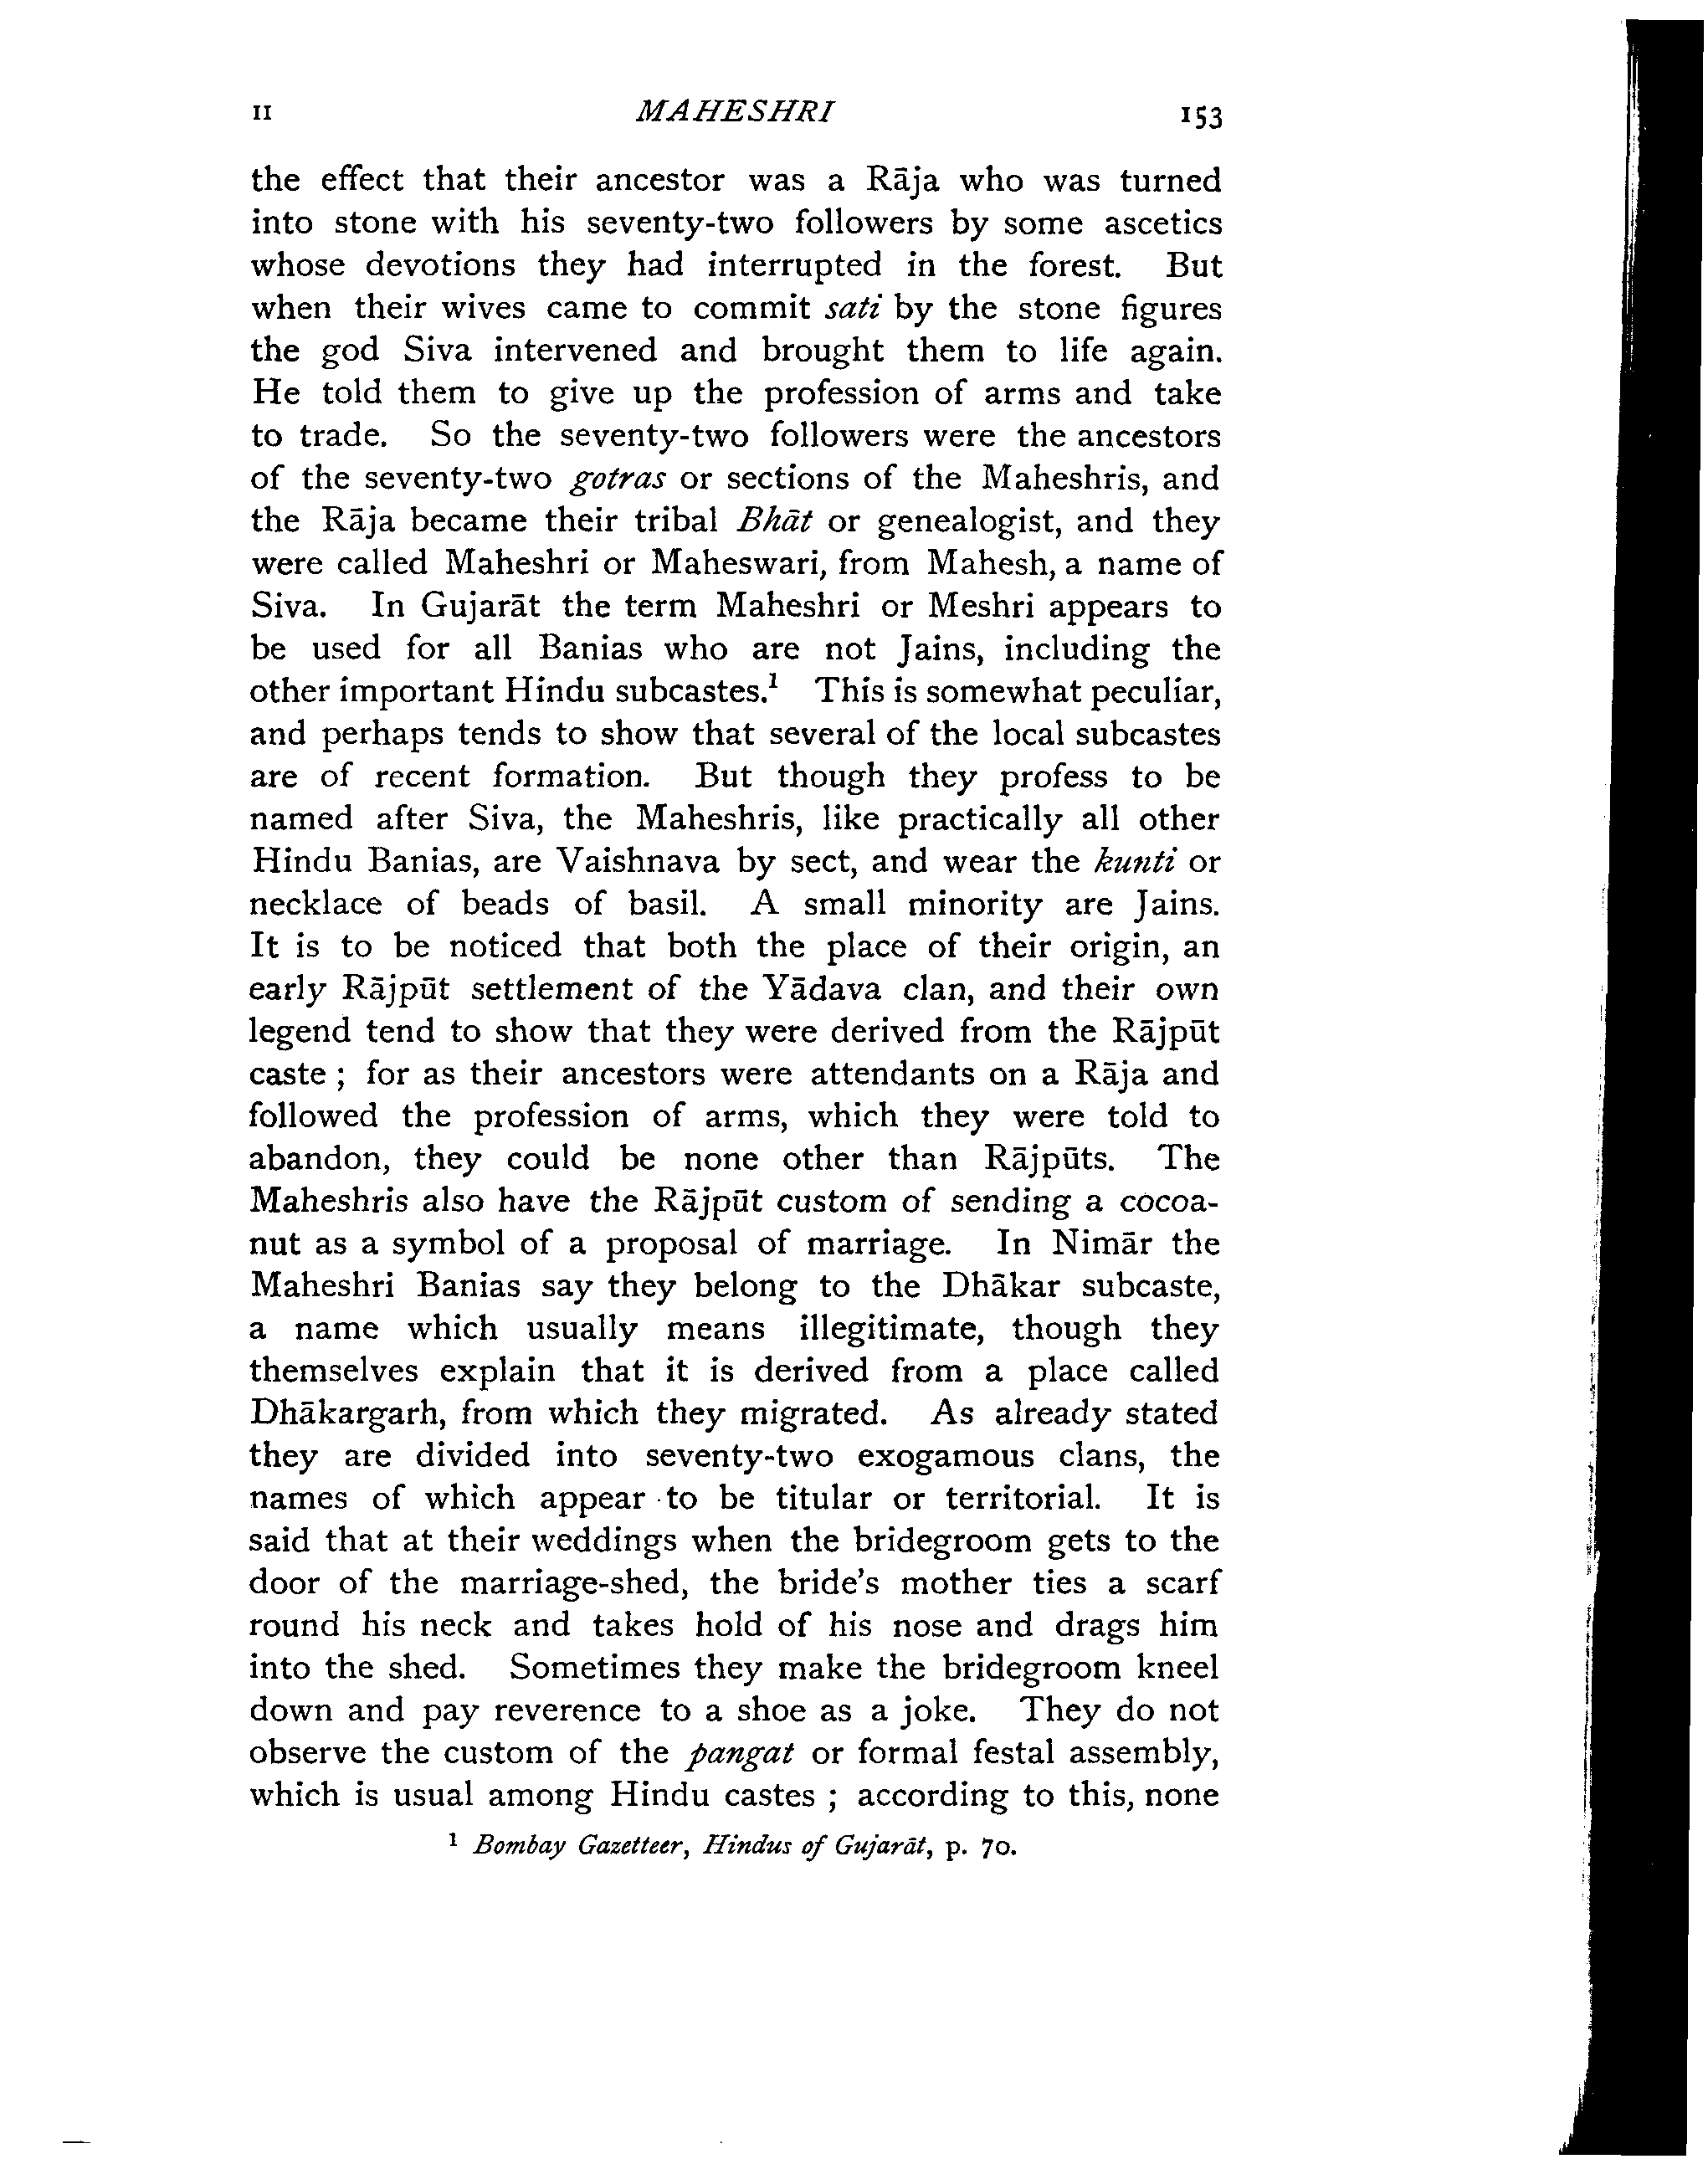 II MAHESHRI 153
the effect that their ancestor was a Rāja who was turned
into stone with his seventy-two followers by some ascetics
whose devotions they had interrupted in the forest. But
when their wives came to commit sati by the stone figures
the god Siva intervened and brought them to life again.
He told them to give up the profession of arms and take
to trade. So the seventy-two followers were the ancestors
of the seventy-two gotras or sections of the Maheshris, and
the Rāja became their tribal Bhāt or genealogist, and they
were called Maheshri or Maheswari, from Mahesh, a name of
Siva. In Gujarāt the term Maheshri or Meshri appears to
be used for all Banias who are not Jains, including the
other important Hindu subcastes.¹ This is somewhat peculiar,
and perhaps tends to show that several of the local subcastes
are of recent formation. But though they profess to be
named after Siva, the Maheshris, like practically all other
Hindu Banias, are Vaishnava by sect, and wear the kunti or
necklace of beads of basil. A small minority are Jains.
It is to be noticed that both the place of their origin, an
early Rājpūt settlement of the Yādava clan, and their own
legend tend to show that they were derived from the Rājpūt
caste ; for as their ancestors were attendants on a Rāja and
followed the profession of arms, which they were told to
abandon, they could be none other than Rājpūts. The
Maheshris also have the Rājpūt custom of sending a cocoa-
nut as a symbol of a proposal of marriage. In Nimār the
Maheshri Banias say they belong to the Dhākar subcaste,
a name which usually means illegitimate, though they
themselves explain that it is derived from a place called
Dhākargarh, from which they migrated. As already stated
they are divided into seventy-two exogamous clans, the
names of which appear to be titular or territorial. It is
said that at their weddings when the bridegroom gets to the
door of the marriage-shed, the bride's mother ties a scarf
round his neck and takes hold of his nose and drags him
into the shed. Sometimes they make the bridegroom kneel
down and pay reverence to a shoe as a joke. They do not
observe the custom of the pangat or formal festal assembly,
which is usual among Hindu castes ; according to this, none
¹ Bombay Gazetteer, Hindus of Gujarāt, p. 70.